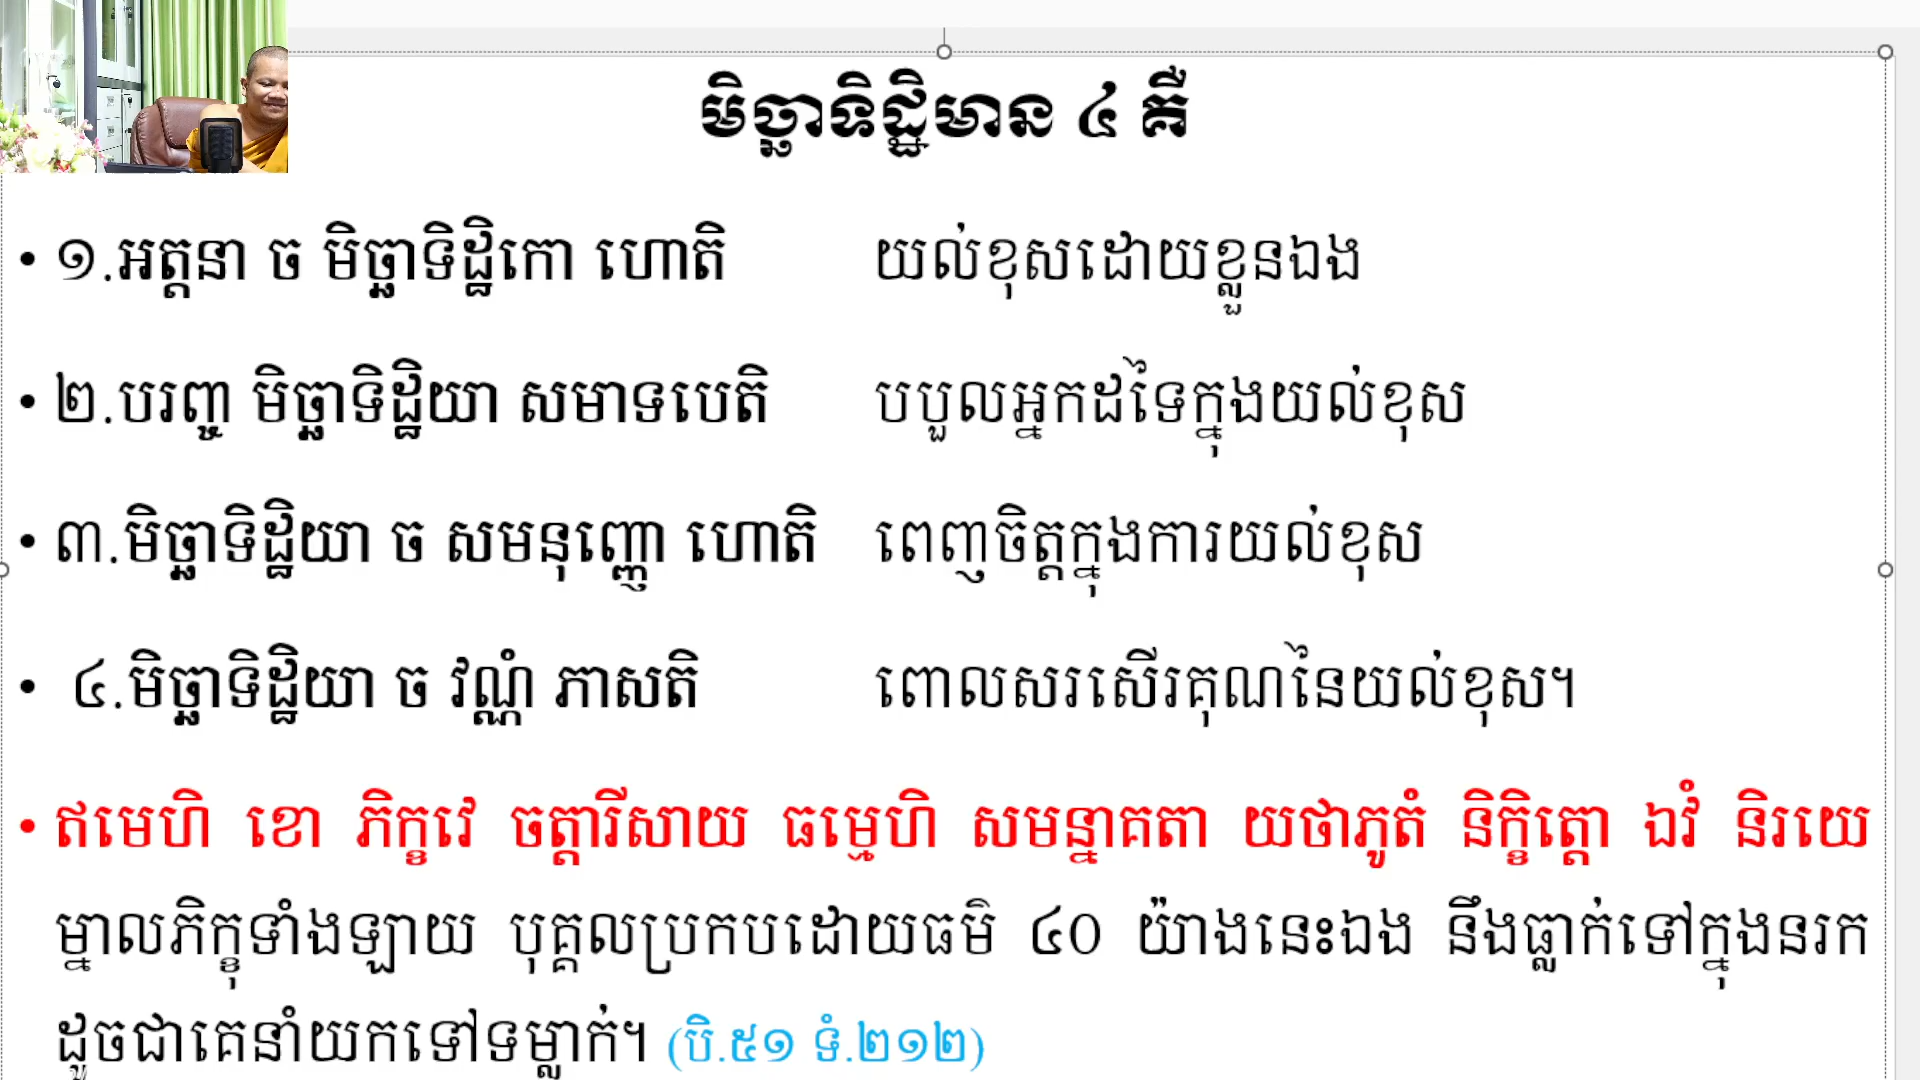 មិច្ឆាទិដ្ឋិមាន ៤ គឺ
• ១.អត្តនា ច មិច្ឆាទិដ្ឋិកោ ហោតិ យល់ខុសដោយខ្លួនឯង
• ២.បរញ្ច មិច្ឆាទិដ្ឋិយា សមាទបេតិ បបួលអ្នកដទៃក្នុងយល់ខុស
• ៣.មិច្ឆាទិដ្ឋិយា ច សមនុញ្ញោ ហោតិ ពេញចិត្តក្នុងការយល់ខុស
• ៤.មិច្ឆាទិដ្ឋិយា ច វណ្ណំ ភាសតិ ពោលសរសើរគុណនៃយល់ខុស។
• ឥមេហិ ខោ ភិក្ខវេ ចត្តារីសាយ ធម្មេហិ សមន្នាគតា យថាភូតំ និក្ខិត្តោ ឯវំ និរយេ
ម្នាលភិក្ខុទាំងឡាយ បុគ្គលប្រកបដោយធម៌ ៤០ យ៉ាងនេះឯង នឹងធ្លាក់ទៅក្នុងនរក
ដូចជាគេនាំយកទៅទម្លាក់។ (បិ.៥១ ទំ.២១២)